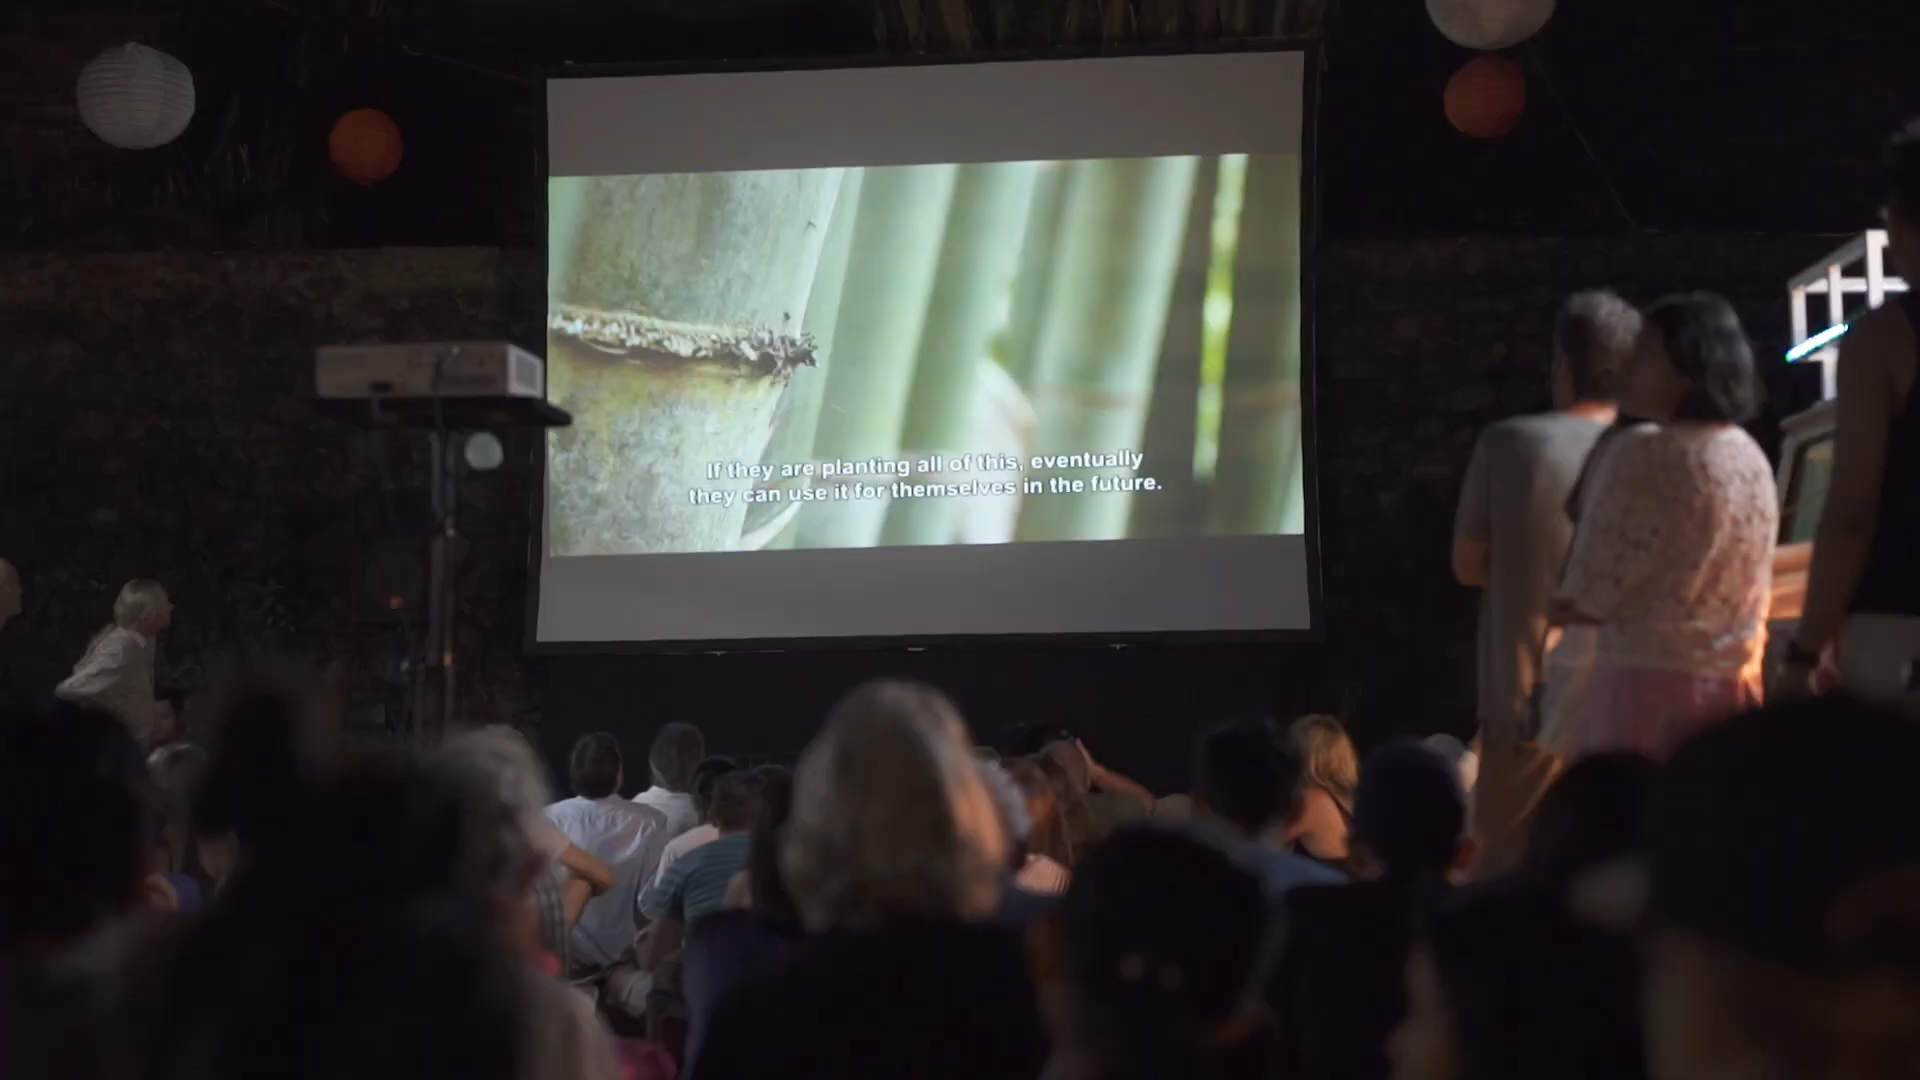 If they are planting all of this, eventually
they can use it for themselves in the future.